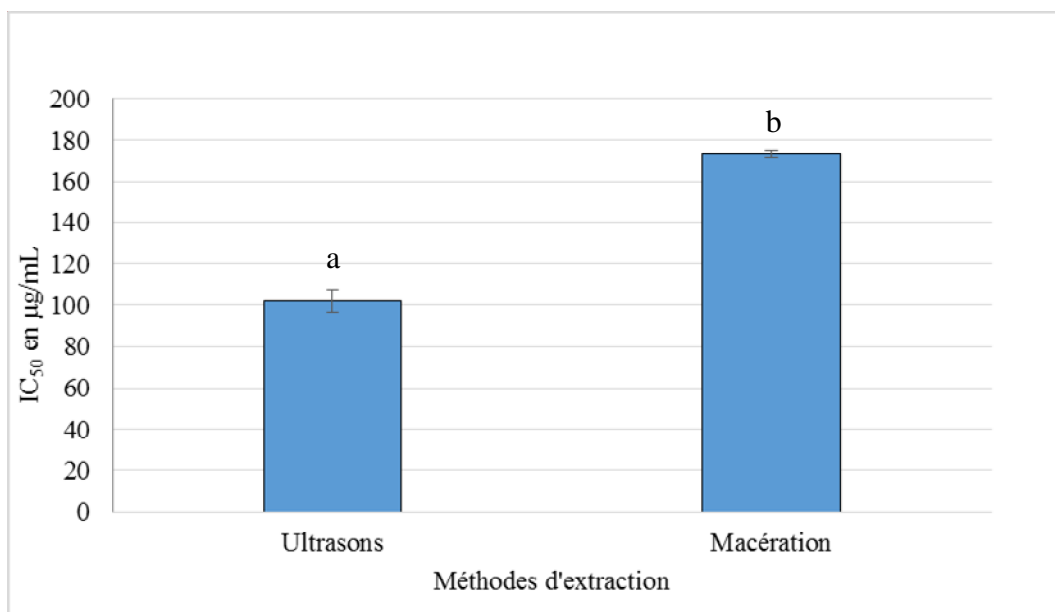 200
180
160
140
120
100
80
60
40
20
0
IC₅₀ en µg/mL
a
b
Ultrasons
Macération
Méthodes d'extraction